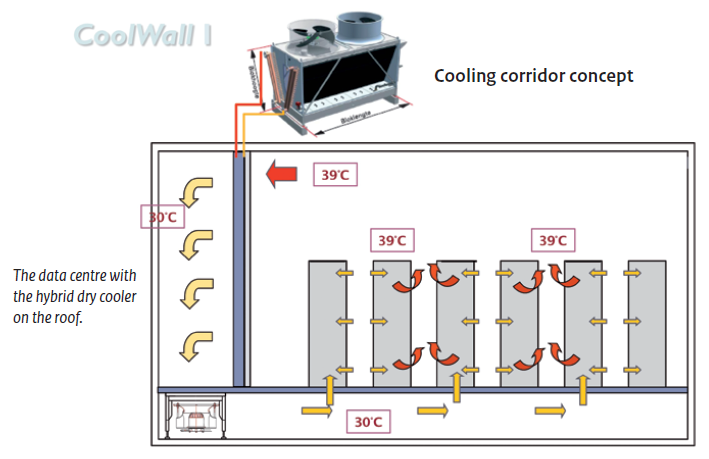 CoolWall I
Cooling corridor concept
Bloklengte
39°C
30°C
39°C
39°C
The data centre with
the hybrid dry cooler
on the roof.
30°C